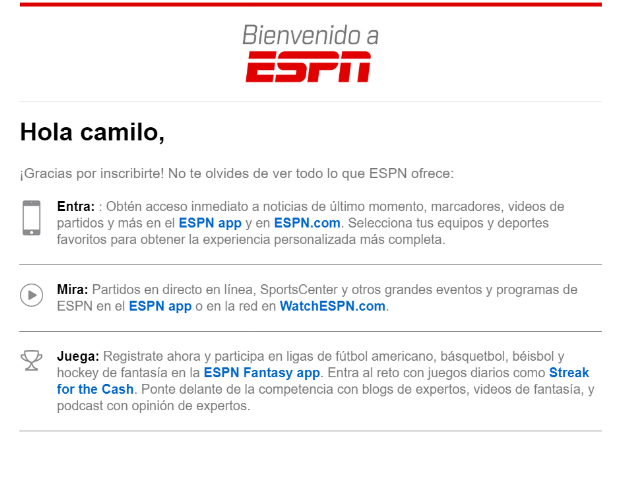 Bienvenido a
ESPN
Hola camilo,
¡Gracias por inscribirte! No te olvides de ver todo lo que ESPN ofrece:
Entra: : Obtén acceso inmediato a noticias de último momento, marcadores, videos de
partidos y más en el ESPN app y en ESPN.com. Selecciona tus equipos y deportes
favoritos para obtener la experiencia personalizada más completa.
Mira: Partidos en directo en línea, SportsCenter y otros grandes eventos y programas de
ESPN en el ESPN app o en la red en WatchESPN.com.
Juega: Registrate ahora y participa en ligas de fútbol americano, básquetbol, béisbol y
hockey de fantasía en la ESPN Fantasy app. Entra al reto con juegos diarios como Streak
for the Cash. Ponte delante de la competencia con blogs de expertos, videos de fantasía, y
podcast con opinión de expertos.